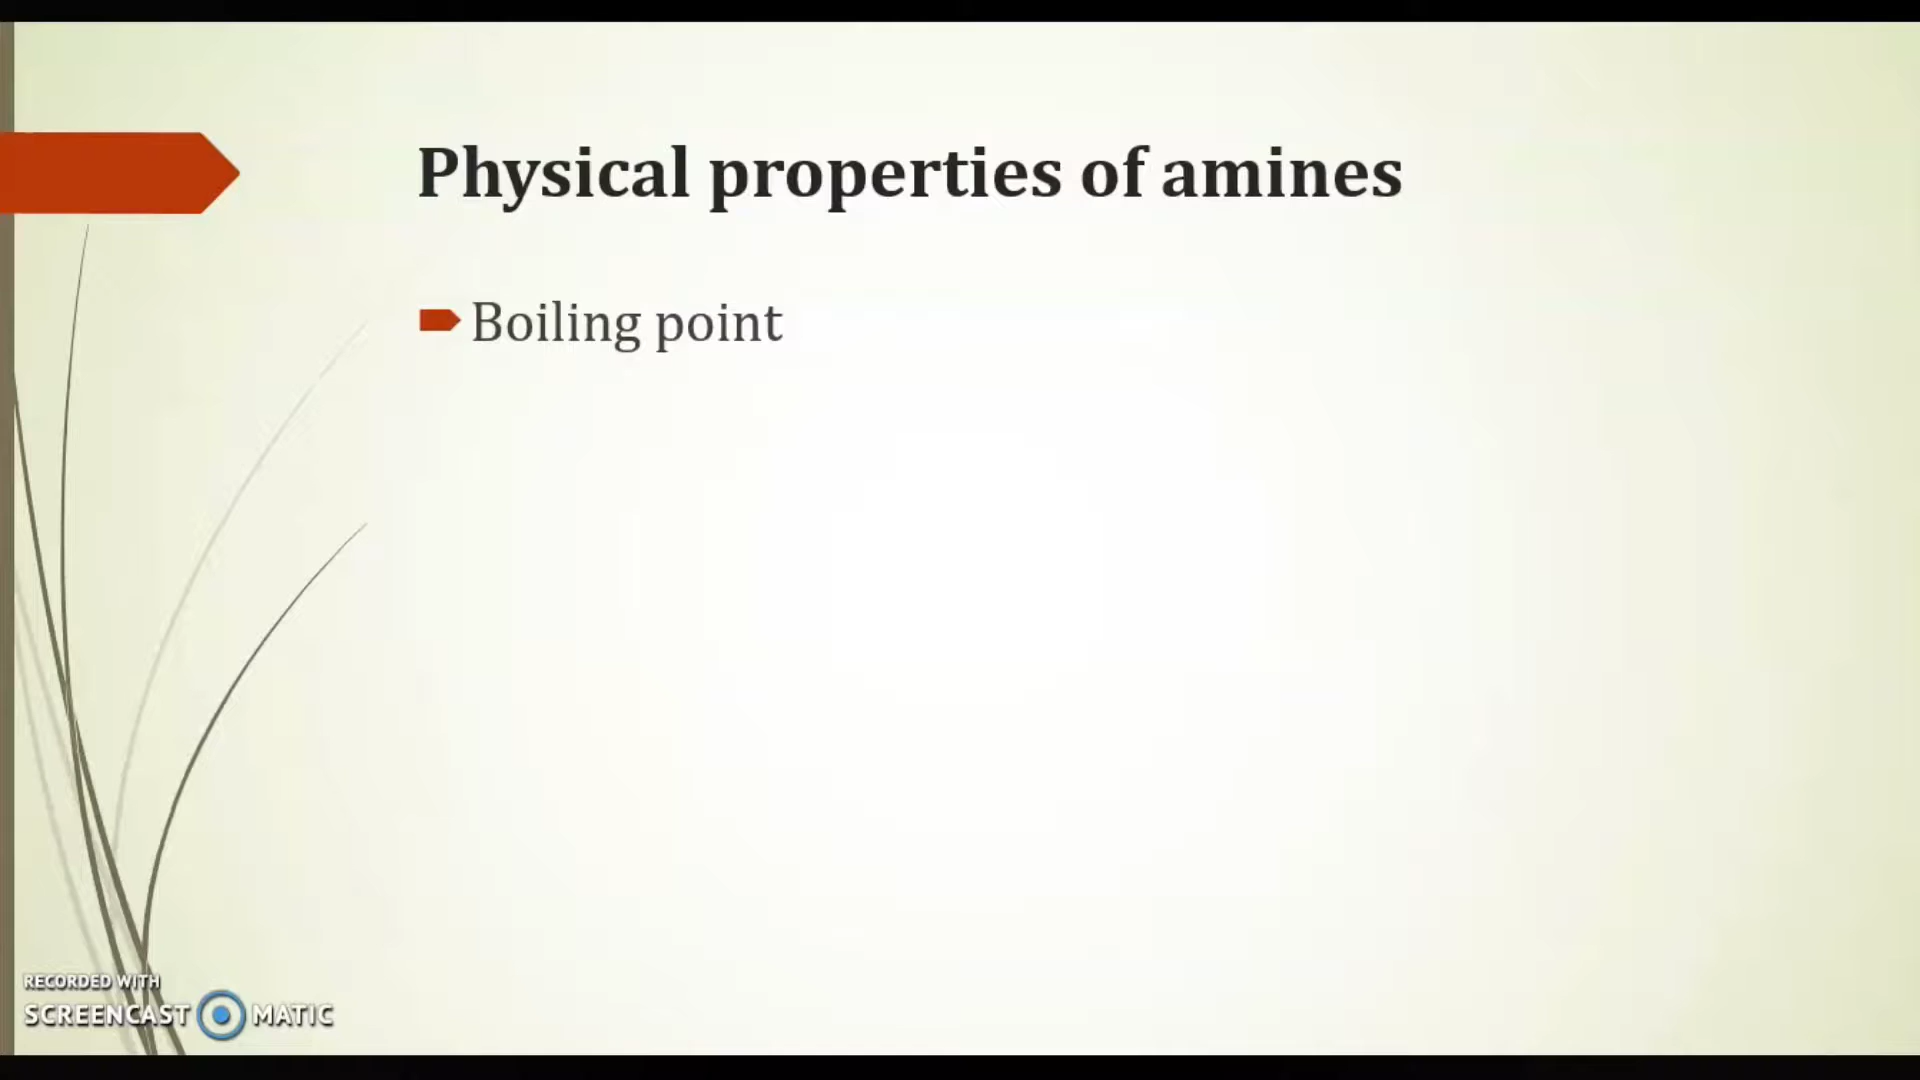 Physical properties of amines
Boiling point
RECORDED WITH
SCREENCAST MATIC